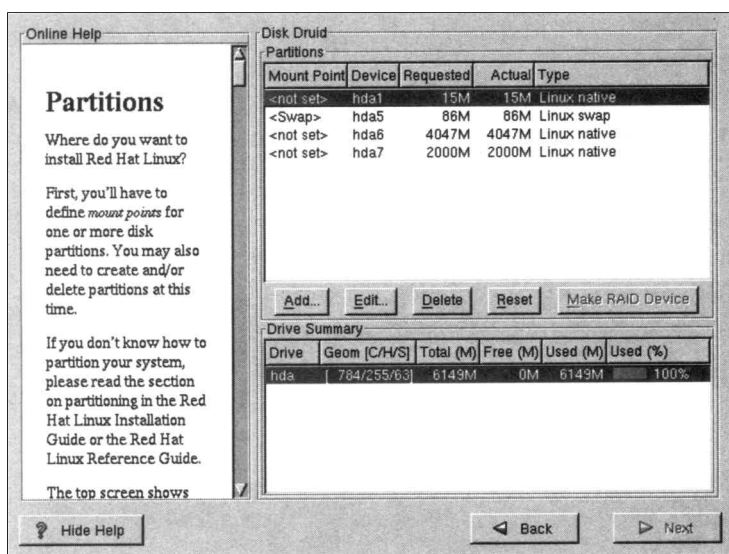 Online Help
Partitions
Where do you want to
install Red Hat Linux?
First, you'll have to
define mount points for
one or more disk
partitions. You may also
need to create and/or
delete partitions at this
time.
If you don't know how to
partition your system,
please read the section
on partitioning in the Red
Hat Linux Installation
Guide or the Red Hat
Linux Reference Guide.
The top screen shows
Disk Druid
Partitions
Mount Point Device Requested Actual Type
<not set> hda1 15M 15M Linux native
<Swap> hda5 86M 86M Linux swap
<not set> hda6 4047M 4047M Linux native
<not set> hda7 2000M 2000M Linux native
Add... Edit... Delete Reset Make RAID Device
Drive Summary
Drive Geom [C/H/S] Total (M) Free (M) Used (M) Used (%)
hda [ 784/255/63] 6149M 0M 6149M 100%
? Hide Help Back Next